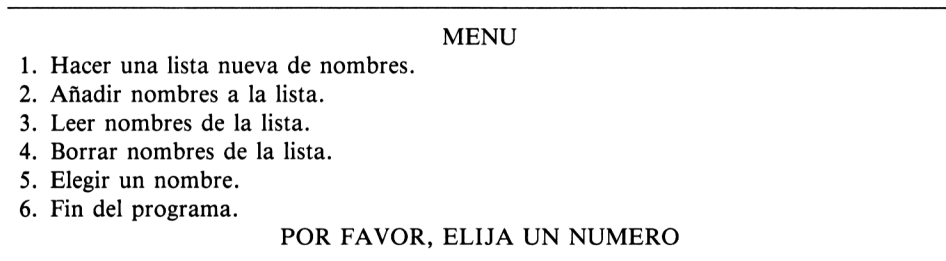 MENU
1. Hacer una lista nueva de nombres.
2. Añadir nombres a la lista.
3. Leer nombres de la lista.
4. Borrar nombres de la lista.
5. Elegir un nombre.
6. Fin del programa.
POR FAVOR, ELIJA UN NUMERO